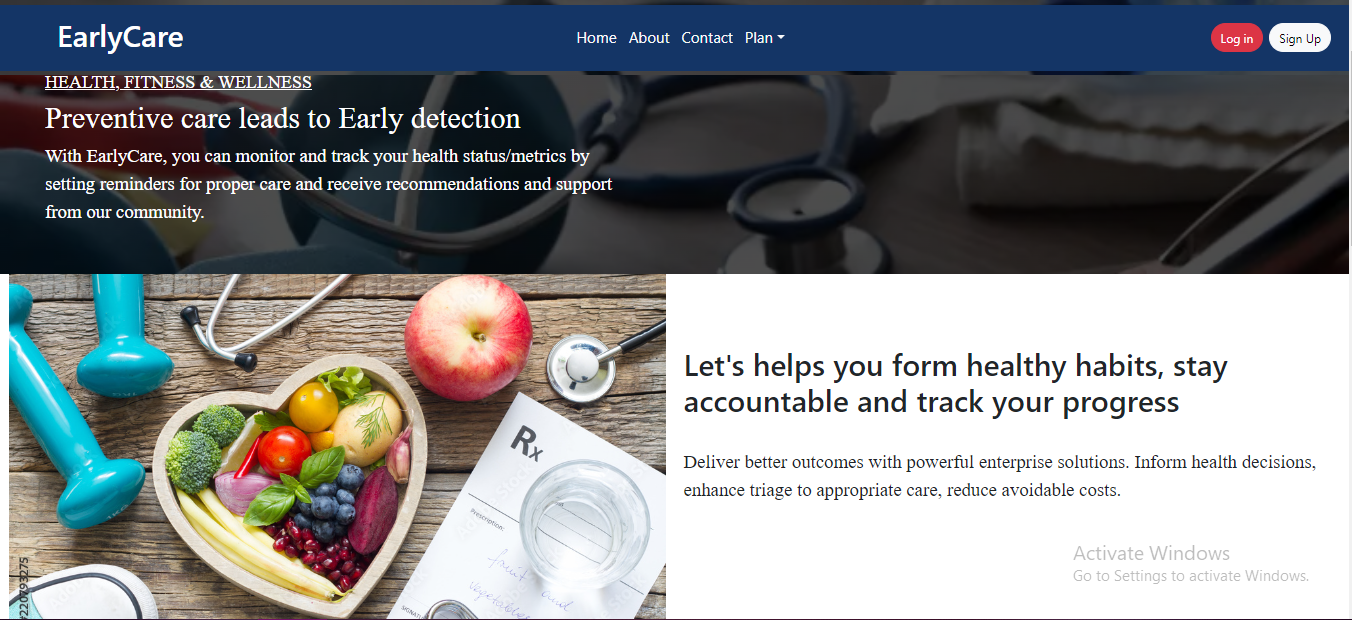 EarlyCare
Home About Contact Plan
Log in
Sign Up
HEALTH, FITNESS & WELLNESS
Preventive care leads to Early detection
With EarlyCare, you can monitor and track your health status/metrics by
setting reminders for proper care and receive recommendations and support
from our community.
Let's helps you form healthy habits, stay
accountable and track your progress
Deliver better outcomes with powerful enterprise solutions. Inform health decisions,
enhance triage to appropriate care, reduce avoidable costs.
Rx
Prescription:
fruit and
vegetables
#220793275
Activate Windows
Go to Settings to activate Windows.